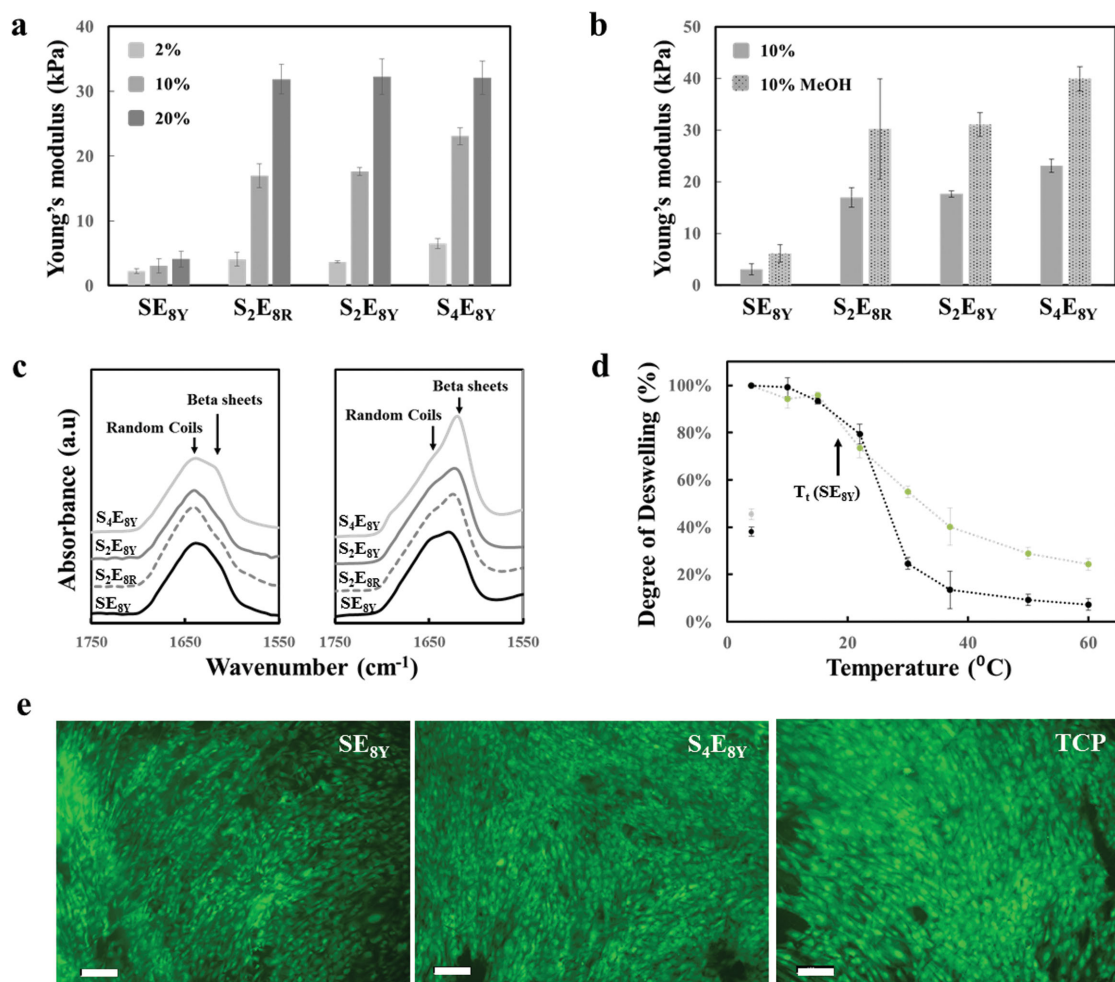 a
Young's modulus (kPa)
40
30
20
10
0
2%
10%
20%
SE8Y
S2E8R
S2E8Y
S4E8Y
b
Young's modulus (kPa)
50
40
30
20
10
0
10%
10% MeOH
SE8Y
S2E8R
S2E8Y
S4E8Y
c
Absorbance (a.u)
Beta sheets
Random Coils
S4E8Y
S2E8Y
S2E8R
SE8Y
1750 1650 1550
Beta sheets
Random Coils
S4E8Y
S2E8Y
S2E8R
SE8Y
1750 1650 1550
Wavenumber (cm-1)
d
Degree of Deswelling (%)
100%
80%
60%
40%
20%
0%
Tt (SE8Y)
0 20 40 60
Temperature (⁰C)
e
SE8Y
S4E8Y
TCP